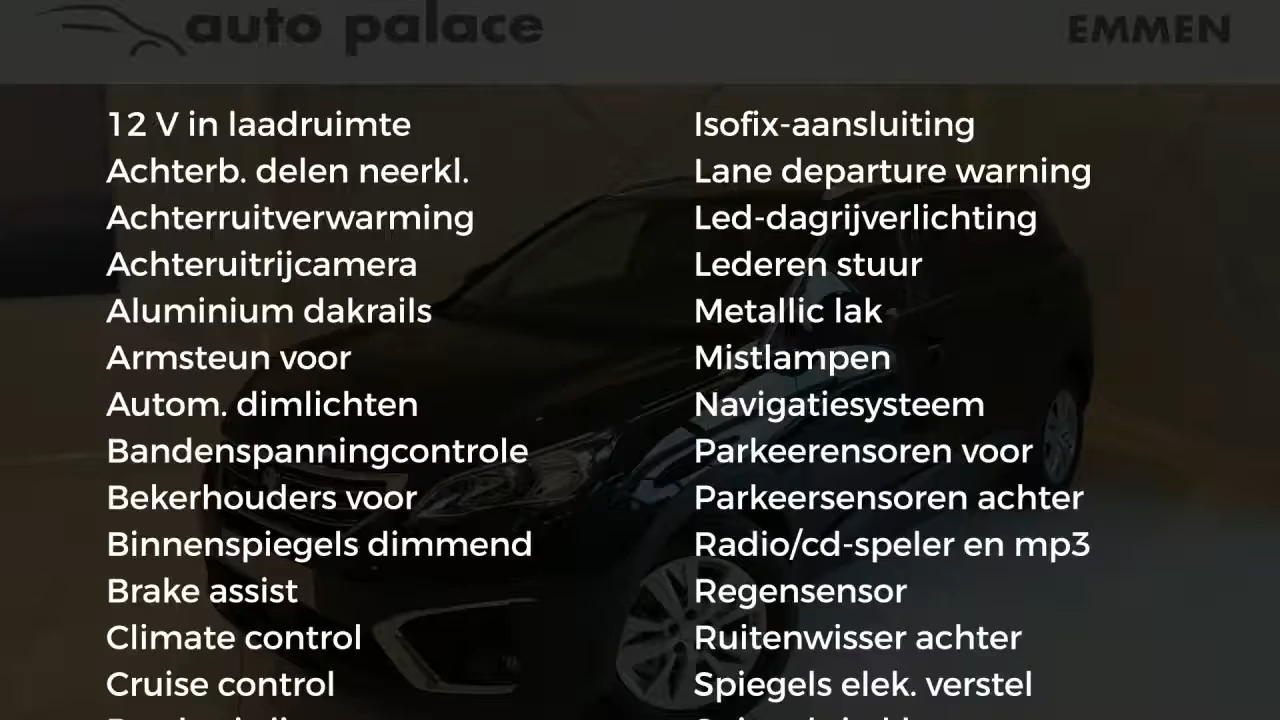 auto palace
EMMEN
12 V in laadruimte
Achterb. delen neerkl.
Achterruitverwarming
Achteruitrijcamera
Aluminium dakrails
Armsteun voor
Autom. dimlichten
Bandenspanningcontrole
Bekerhouders voor
Binnenspiegels dimmend
Brake assist
Climate control
Cruise control
Isofix-aansluiting
Lane departure warning
Led-dagrijverlichting
Lederen stuur
Metallic lak
Mistlampen
Navigatiesysteem
Parkeerensoren voor
Parkeersensoren achter
Radio/cd-speler en mp3
Regensensor
Ruitenwisser achter
Spiegels elek. verstel